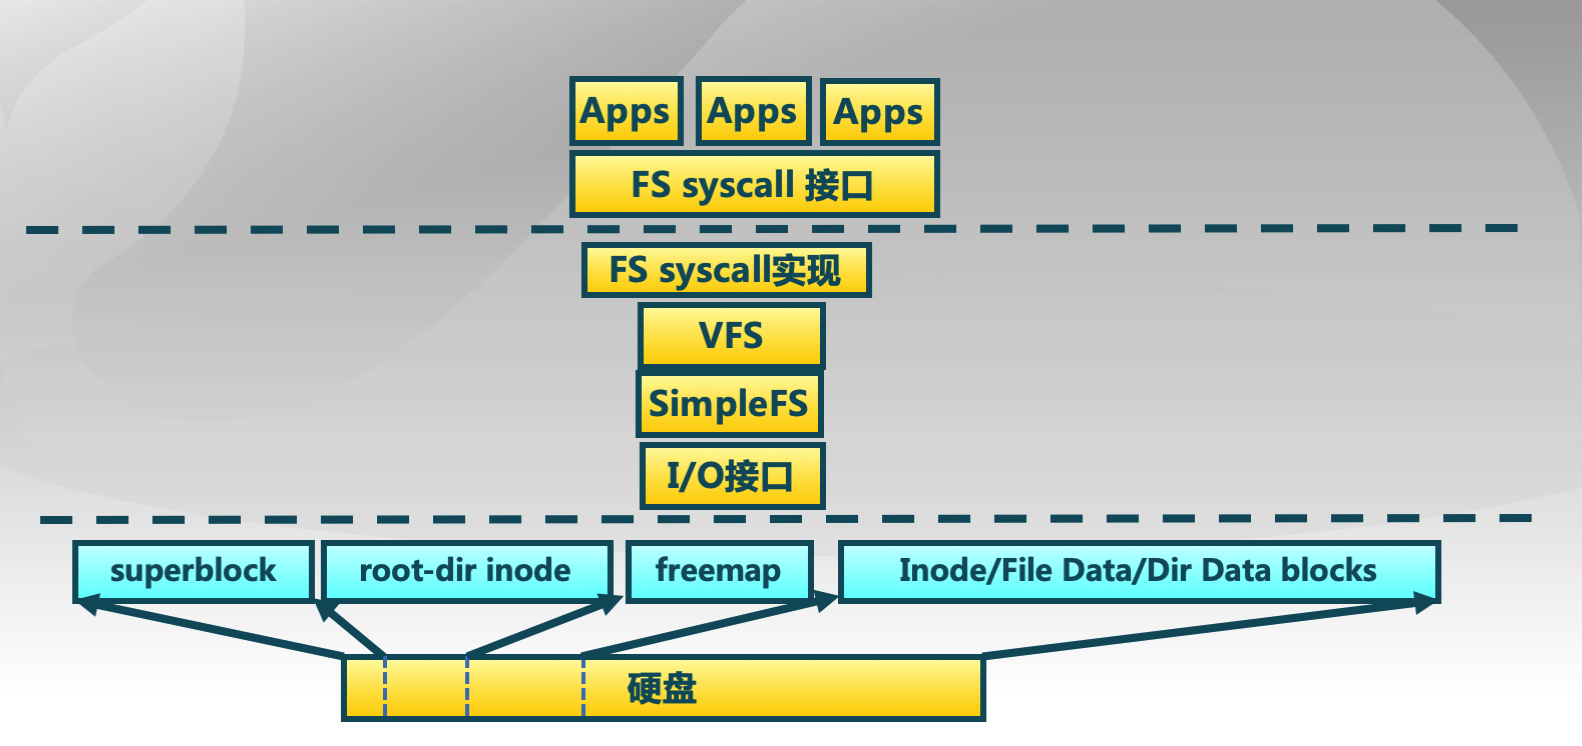 Apps
Apps
Apps
FS syscall 接口
FS syscall实现
VFS
SimpleFS
I/O接口
superblock
root-dir inode
freemap
Inode/File Data/Dir Data blocks
硬盘